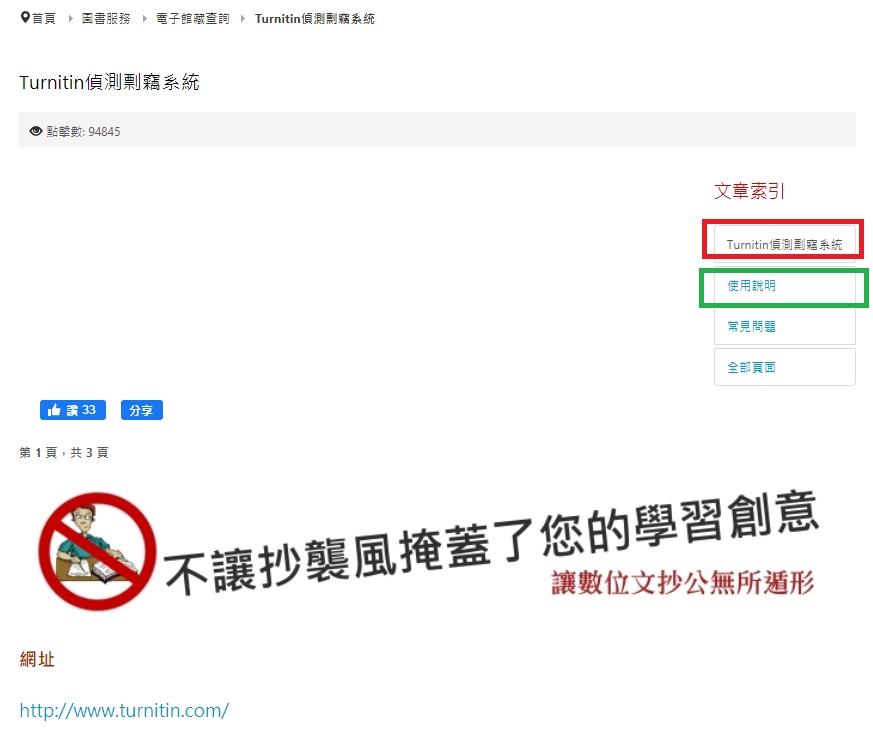 首頁 圖書服務 電子館藏查詢 Turnitin偵測剽竊系統
Turnitin偵測剽竊系統
點擊數: 94845
文章索引
Turnitin偵測剽竊系統
使用說明
常見問題
全部頁面
讚 33 分享
第 1 頁，共 3 頁
不讓抄襲風掩蓋了您的學習創意
讓數位文抄公無所遁形
網址
http://www.turnitin.com/